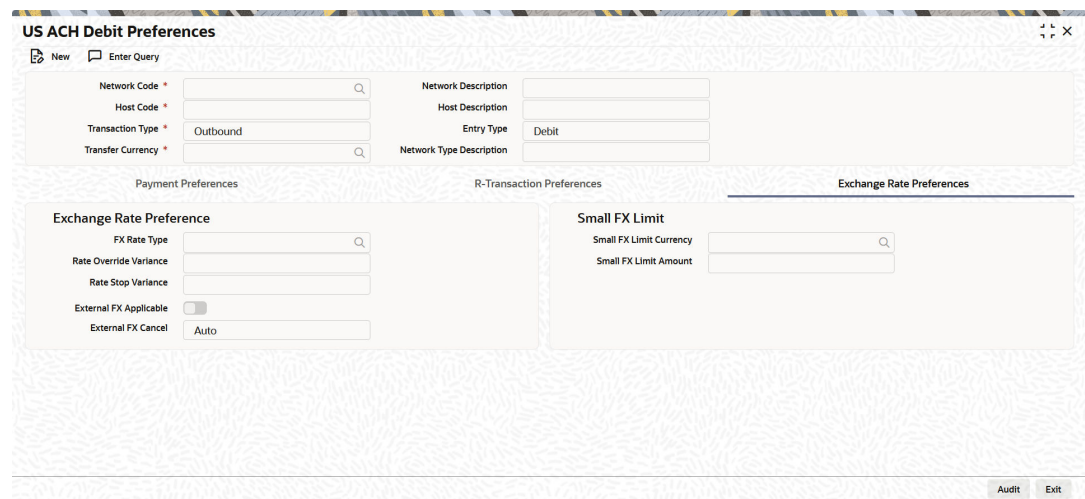 US ACH Debit Preferences
New Enter Query
Network Code * Network Description
Host Code * Host Description
Transaction Type * Outbound Entry Type Debit
Transfer Currency * Network Type Description
Payment Preferences R-Transaction Preferences Exchange Rate Preferences
Exchange Rate Preference Small FX Limit
FX Rate Type Small FX Limit Currency
Rate Override Variance Small FX Limit Amount
Rate Stop Variance
External FX Applicable
External FX Cancel Auto
Audit Exit